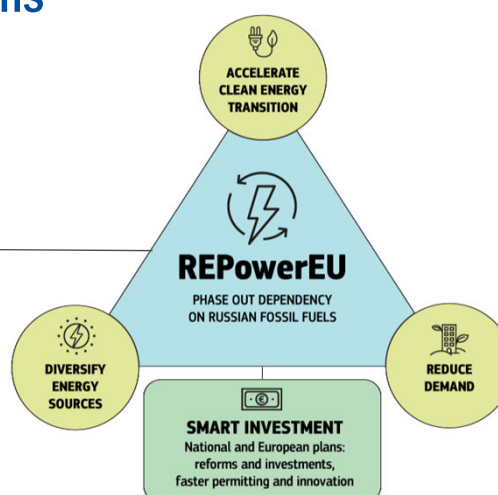 ACCELERATE
CLEAN ENERGY
TRANSITION
REPowerEU
PHASE OUT DEPENDENCY
ON RUSSIAN FOSSIL FUELS
DIVERSIFY
ENERGY
SOURCES
REDUCE
DEMAND
€
SMART INVESTMENT
National and European plans:
reforms and investments,
faster permitting and innovation